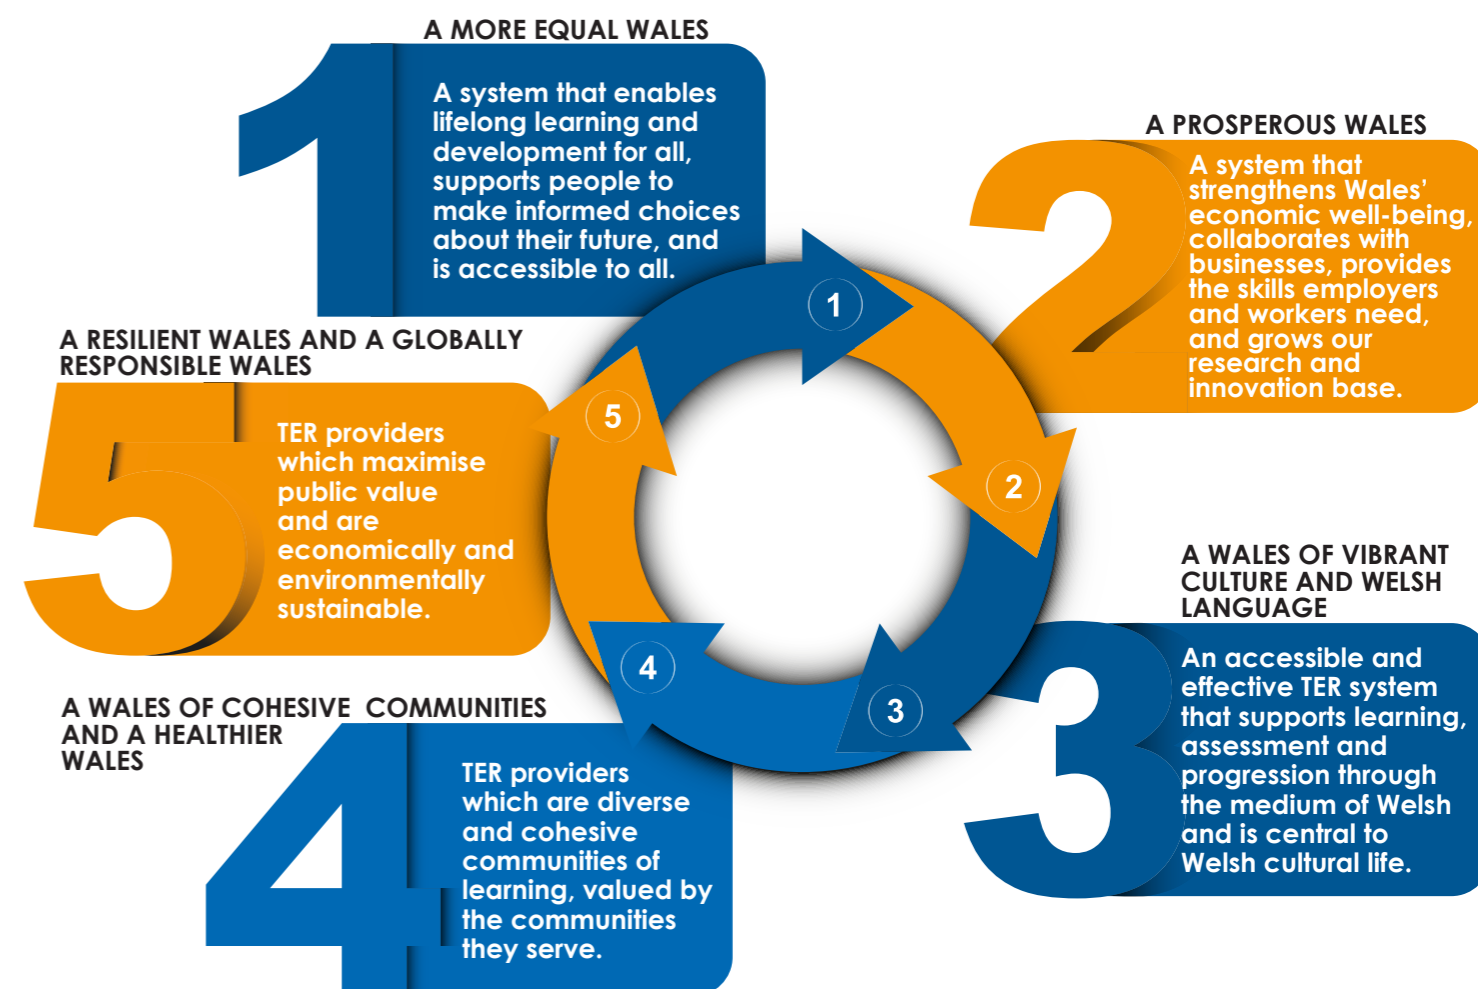 A MORE EQUAL WALES
1
A system that enables
lifelong learning and
development for all,
supports people to
make informed choices
about their future, and
is accessible to all.
A PROSPEROUS WALES
2
A system that
strengthens Wales'
economic well-being,
collaborates with
businesses, provides
the skills employers
and workers need,
and grows our
research and
innovation base.
A WALES OF VIBRANT
CULTURE AND WELSH
LANGUAGE
3
An accessible and
effective TER system
that supports learning,
assessment and
progression through
the medium of Welsh
and is central to
Welsh cultural life.
A WALES OF COHESIVE COMMUNITIES
AND A HEALTHIER
WALES
4
TER providers
which are diverse
and cohesive
communities of
learning, valued by
the communities
they serve.
A RESILIENT WALES AND A GLOBALLY
RESPONSIBLE WALES
5
TER providers
which maximise
public value
and are
economically and
environmentally
sustainable.
1
2
3
4
5